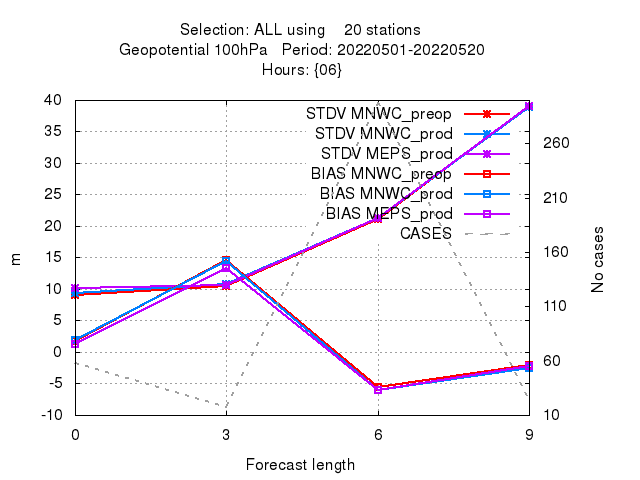 Selection: ALL using 20 stations
Geopotential 100hPa Period: 20220501-20220520
Hours: {06}
STDV MNWC_preop
STDV MNWC_prod
STDV MEPS_prod
BIAS MNWC_preop
BIAS MNWC_prod
BIAS MEPS_prod
CASES
40
35
30
25
20
15
10
5
0
-5
-10
m
260
210
160
110
60
10
No cases
0 3 6 9
Forecast length